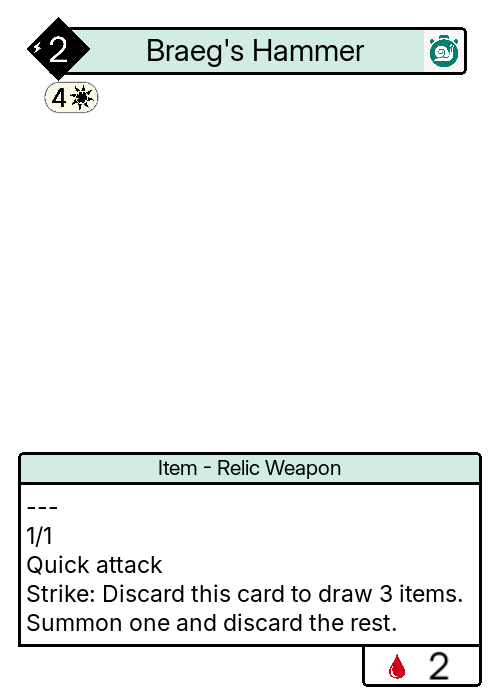 2
Braeg's Hammer
4
Item - Relic Weapon
---
1/1
Quick attack
Strike: Discard this card to draw 3 items.
Summon one and discard the rest.
2